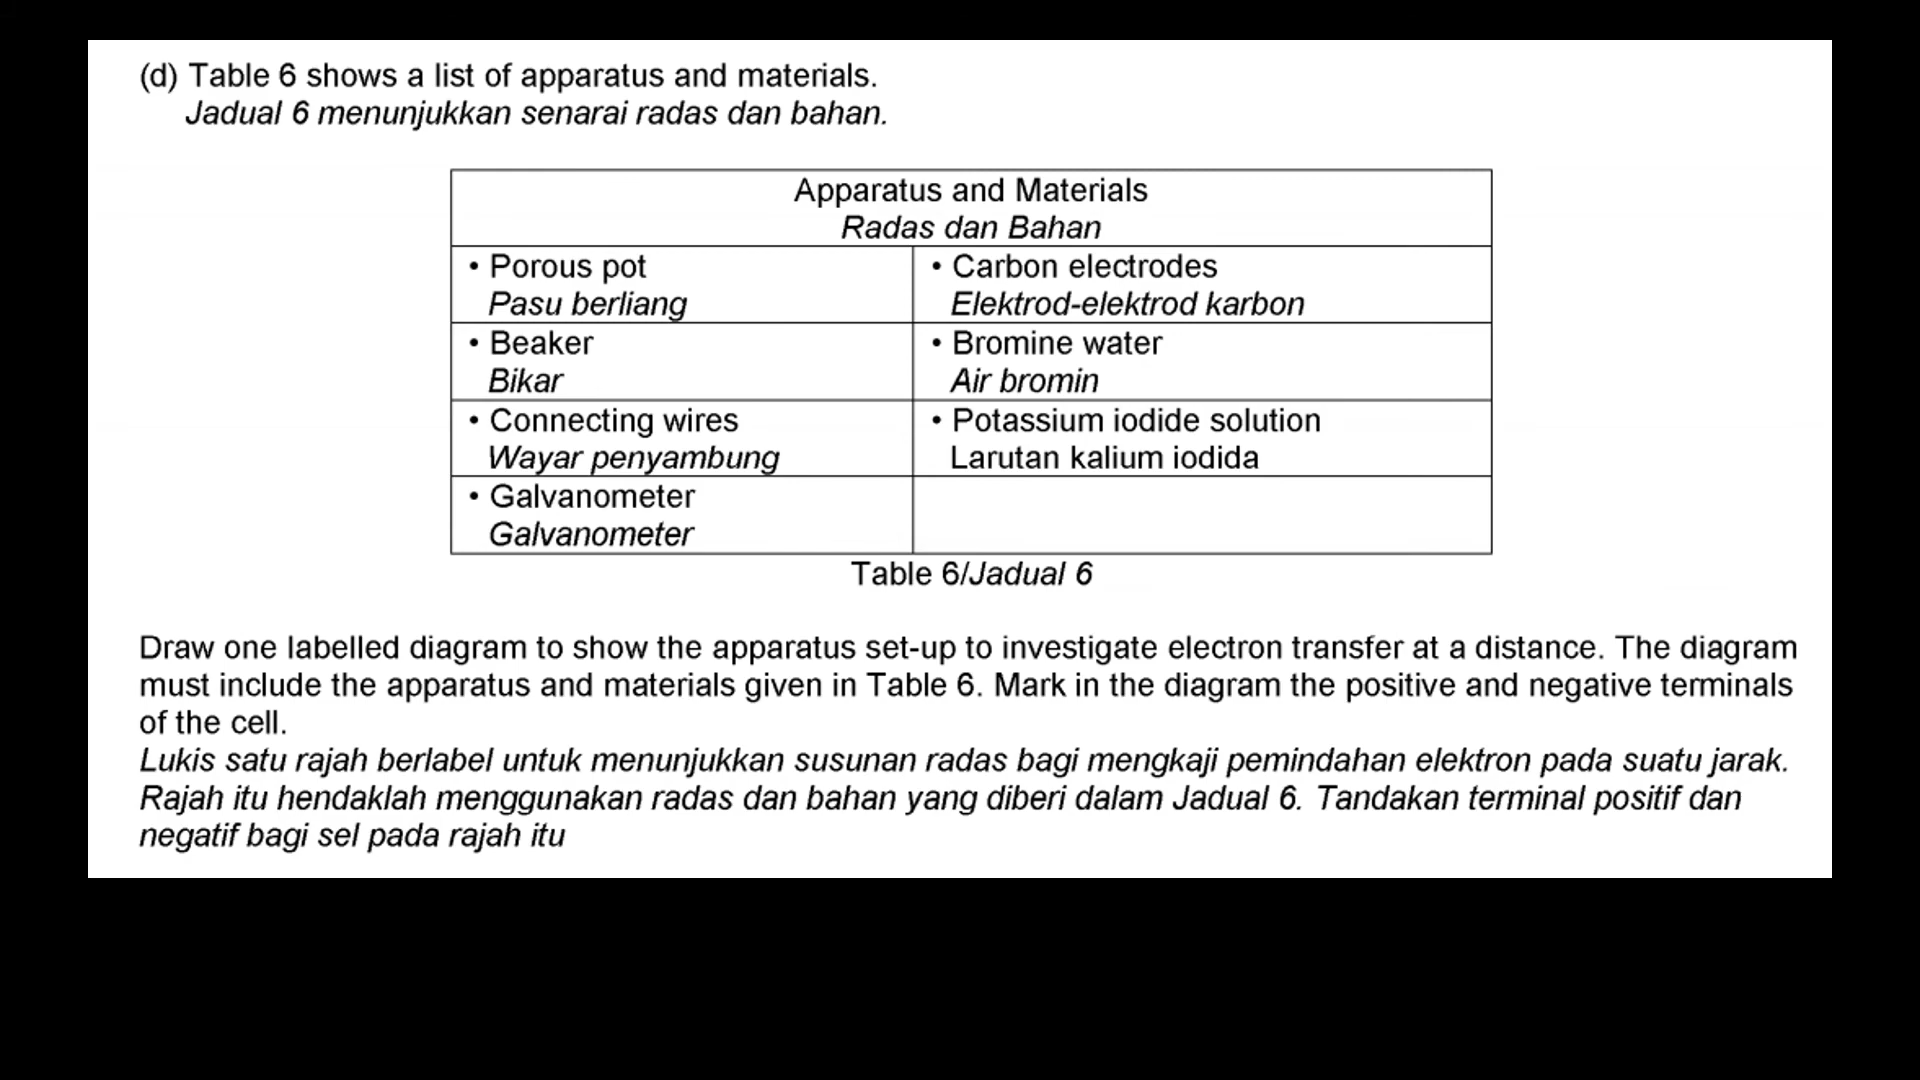 (d) Table 6 shows a list of apparatus and materials.
Jadual 6 menunjukkan senarai radas dan bahan.
Apparatus and Materials
Radas dan Bahan
• Porous pot
Pasu berliang
• Carbon electrodes
Elektrod-elektrod karbon
• Beaker
Bikar
• Bromine water
Air bromin
• Connecting wires
Wayar penyambung
• Potassium iodide solution
Larutan kalium iodida
• Galvanometer
Galvanometer
Table 6/Jadual 6
Draw one labelled diagram to show the apparatus set-up to investigate electron transfer at a distance. The diagram
must include the apparatus and materials given in Table 6. Mark in the diagram the positive and negative terminals
of the cell.
Lukis satu rajah berlabel untuk menunjukkan susunan radas bagi mengkaji pemindahan elektron pada suatu jarak.
Rajah itu hendaklah menggunakan radas dan bahan yang diberi dalam Jadual 6. Tandakan terminal positif dan
negatif bagi sel pada rajah itu